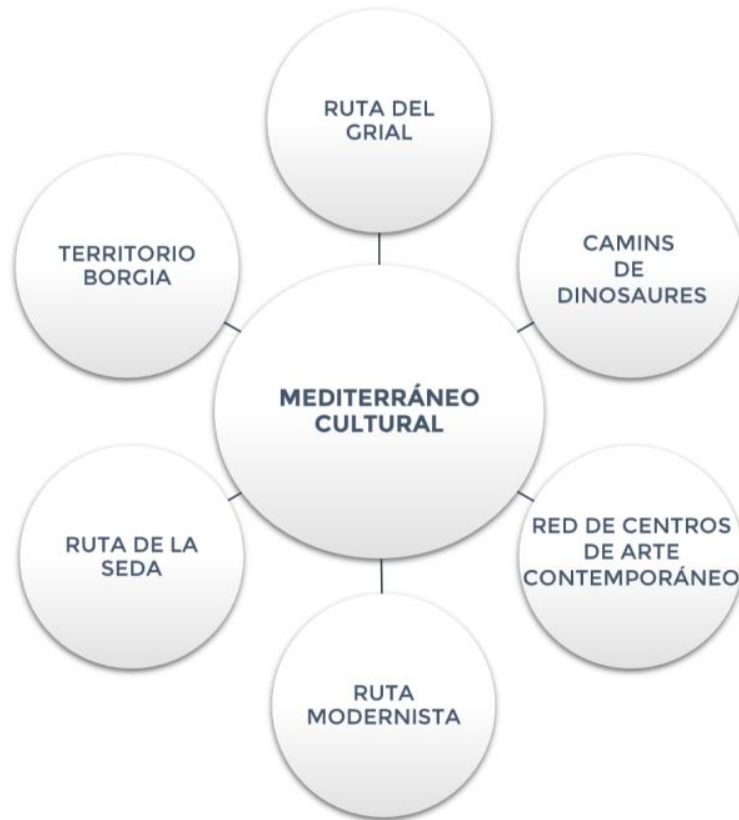 RUTA DEL
GRIAL
TERRITORIO
BORGIA
CAMINS
DE
DINOSAURES
MEDITERRÁNEO
CULTURAL
RUTA DE LA
SEDA
RED DE CENTROS
DE ARTE
CONTEMPORÁNEO
RUTA
MODERNISTA